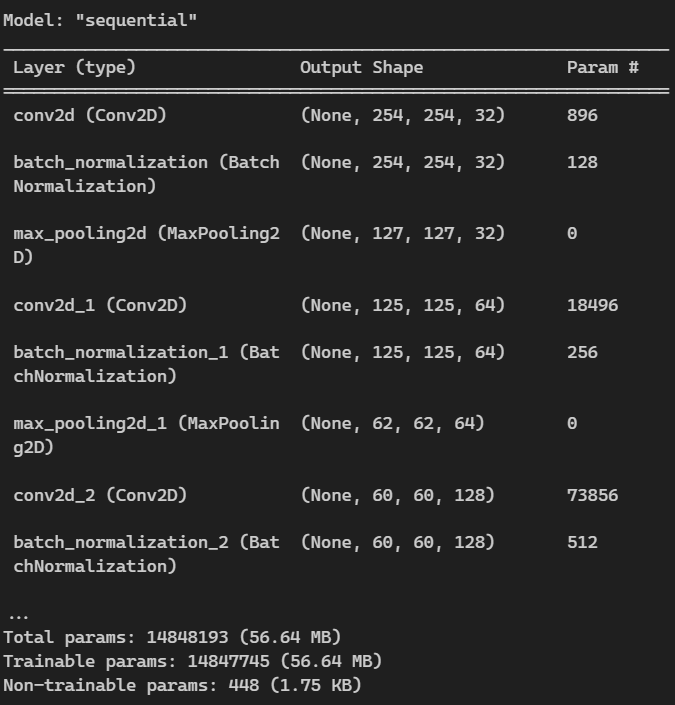 Model: "sequential"
Layer (type) Output Shape Param #
conv2d (Conv2D) (None, 254, 254, 32) 896
batch_normalization (Batch (None, 254, 254, 32) 128
Normalization)
max_pooling2d (MaxPooling2 (None, 127, 127, 32) 0
D)
conv2d_1 (Conv2D) (None, 125, 125, 64) 18496
batch_normalization_1 (Bat (None, 125, 125, 64) 256
chNormalization)
max_pooling2d_1 (MaxPoolin (None, 62, 62, 64) 0
g2D)
conv2d_2 (Conv2D) (None, 60, 60, 128) 73856
batch_normalization_2 (Bat (None, 60, 60, 128) 512
chNormalization)
...
Total params: 14848193 (56.64 MB)
Trainable params: 14847745 (56.64 MB)
Non-trainable params: 448 (1.75 KB)